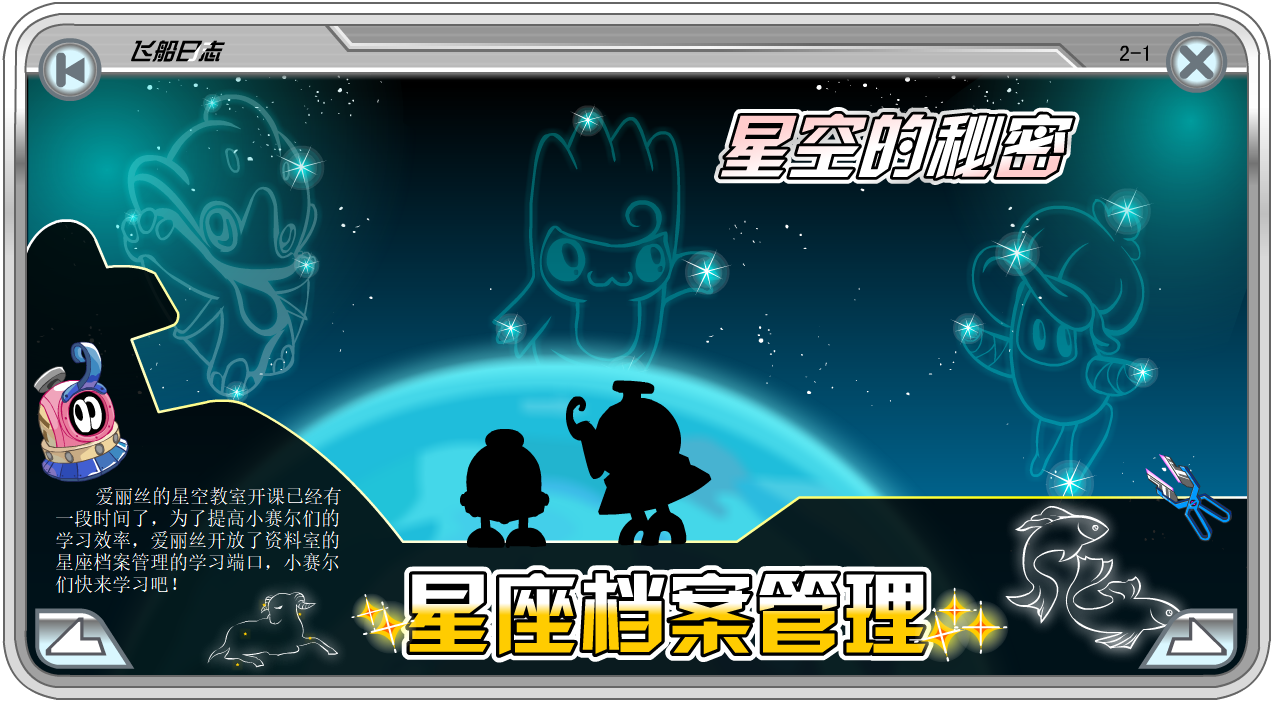 飞船日志
2-1
星空的秘密
爱丽丝的星空教室开课已经有
一段时间了，为了提高小赛尔们的
学习效率，爱丽丝开放了资料室的
星座档案管理的学习端口，小赛尔
们快来学习吧！
星座档案管理